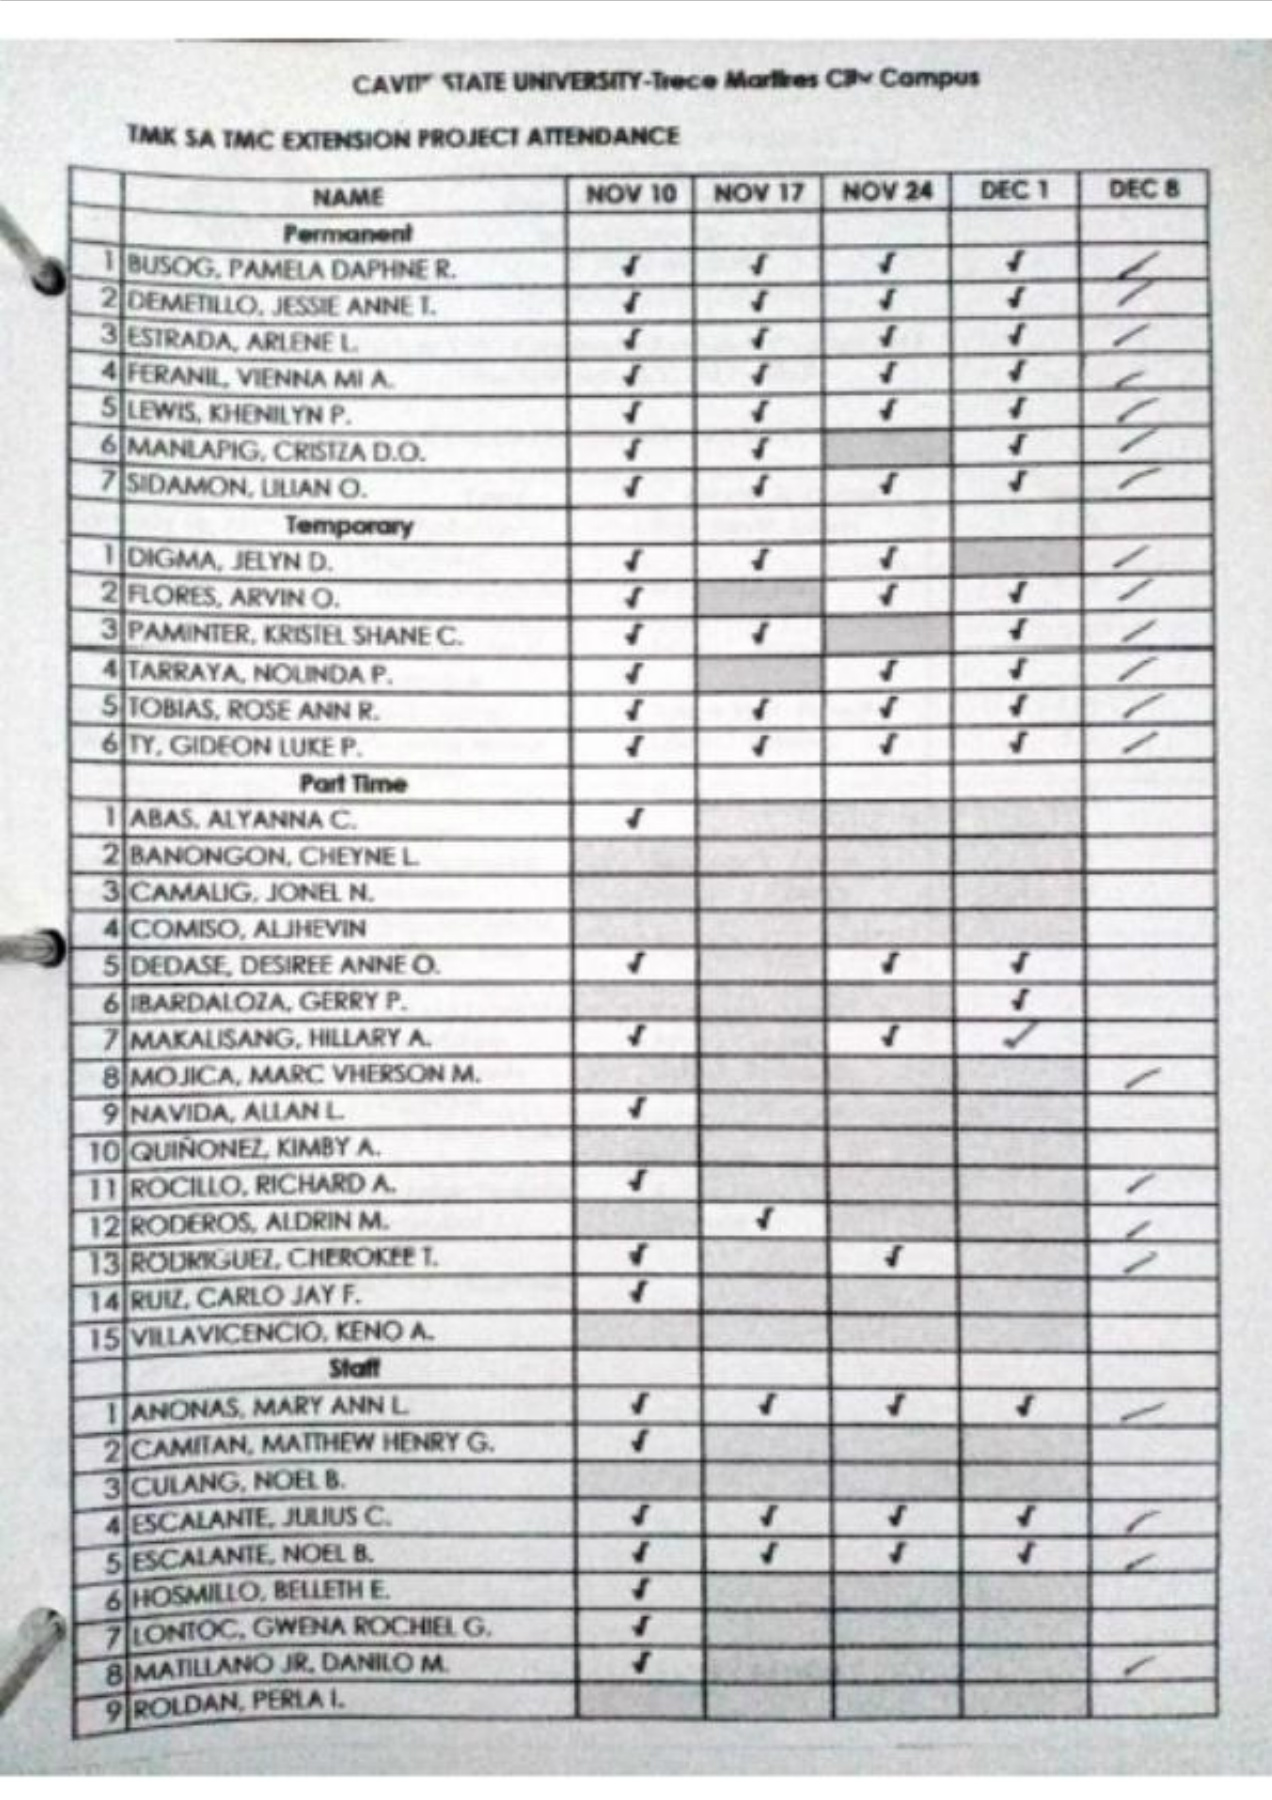 CAVITE STATE UNIVERSITY-Trece Martires City Campus
TMK SA TMC EXTENSION PROJECT ATTENDANCE
NAME NOV 10 NOV 17 NOV 24 DEC 1 DEC 8
Permanent
1 BUSOG, PAMELA DAPHNE R. √ √ √ √ /
2 DEMETILLO, JESSIE ANNE T. √ √ √ √ /
3 ESTRADA, ARLENE L. √ √ √ √ /
4 FERANIL, VIENNA MI A. √ √ √ √ /
5 LEWIS, KHENILYN P. √ √ √ √ /
6 MANLAPIG, CRISTZA D.O. √ √ √ /
7 SIDAMON, LILIAN O. √ √ √ √ /
Temporary
1 DIGMA, JELYN D. √ √ √ /
2 FLORES, ARVIN O. √ √ √ /
3 PAMINTER, KRISTEL SHANE C. √ √ √ /
4 TARRAYA, NOLINDA P. √ √ √ /
5 TOBIAS, ROSE ANN R. √ √ √ √ /
6 TY, GIDEON LUKE P. √ √ √ √ /
Part Time
1 ABAS, ALYANNA C. √
2 BANONGON, CHEYNE L.
3 CAMALIG, JONEL N.
4 COMISO, ALJHEVIN
5 DEDASE, DESIREE ANNE O. √ √ √
6 IBARDALOZA, GERRY P. √
7 MAKALISANG, HILLARY A. √ √ ✓
8 MOJICA, MARC VHERSON M. /
9 NAVIDA, ALLAN L. √
10 QUIÑONEZ, KIMBY A.
11 ROCILLO, RICHARD A. √ /
12 RODEROS, ALDRIN M. √ /
13 RODRIGUEZ, CHEROKEE T. √ √ /
14 RUIZ, CARLO JAY F. √
15 VILLAVICENCIO, KENO A.
Staff
1 ANONAS, MARY ANN L. √ √ √ √ /
2 CAMITAN, MATTHEW HENRY G. √
3 CULANG, NOEL B.
4 ESCALANTE, JULIUS C. √ √ √ √ /
5 ESCALANTE, NOEL B. √ √ √ √ /
6 HOSMILLO, BELLETH E. √
7 LONTOC, GWENA ROCHIEL G. √
8 MATILLANO JR, DANILO M. √ /
9 ROLDAN, PERLA I.